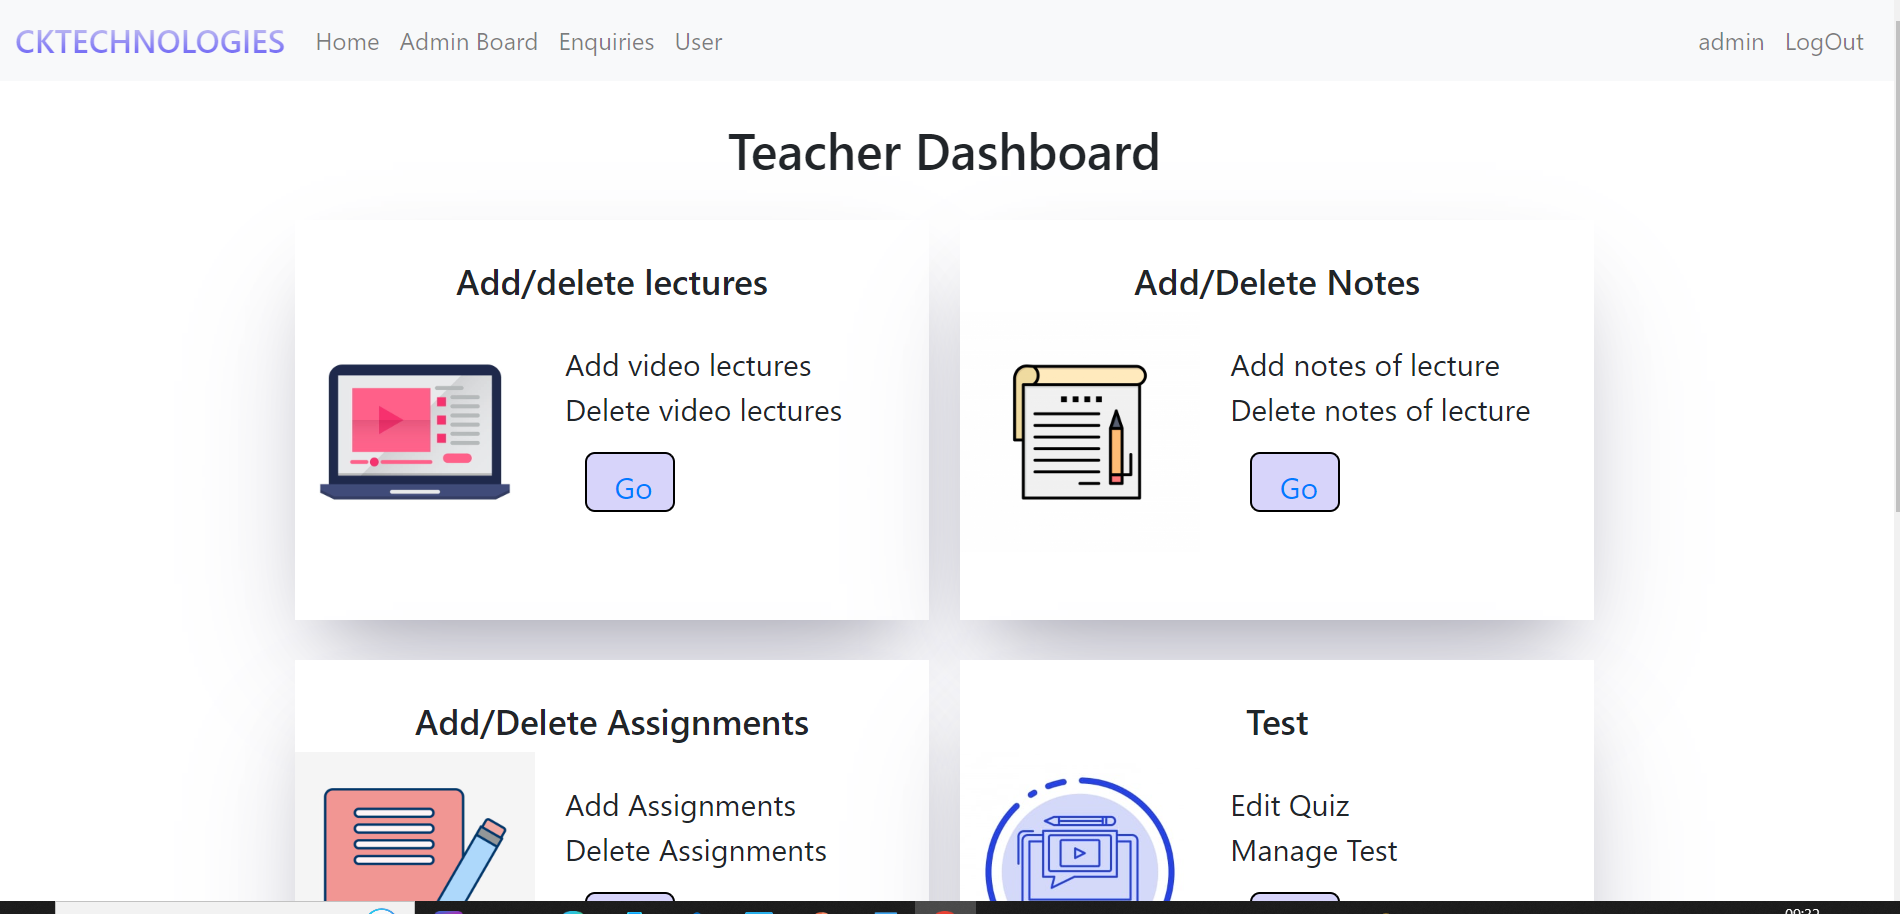 CKTECHNOLOGIES Home Admin Board Enquiries User admin LogOut
Teacher Dashboard
Add/delete lectures
Add video lectures
Delete video lectures
Go
Add/Delete Notes
Add notes of lecture
Delete notes of lecture
Go
Add/Delete Assignments
Add Assignments
Delete Assignments
Test
Edit Quiz
Manage Test